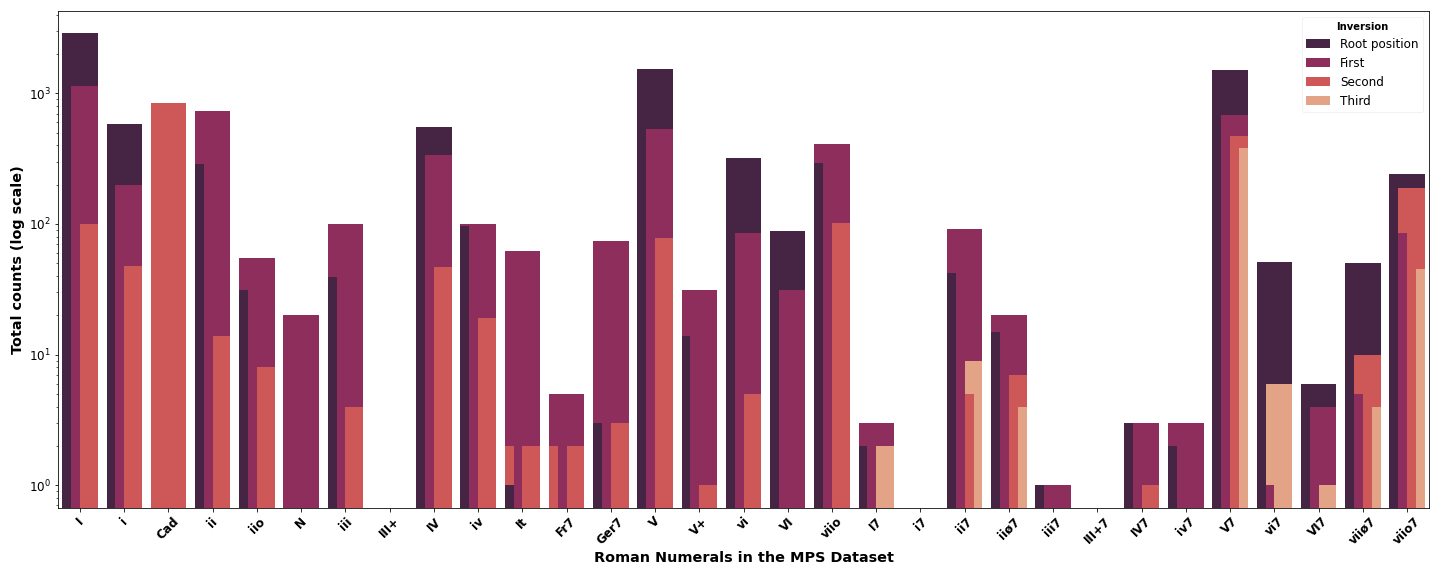 Inversion
Root position
First
Second
Third
Total counts (log scale)
10³
10²
10¹
10⁰
I i Cad ii iio N iii III+ IV iv It Fr7 Ger7 V V+ vi VI viio I7 i7 ii7 iiø7 iii7 III+7 IV7 iv7 V7 vi7 VI7 viiø7 viio7
Roman Numerals in the MPS Dataset